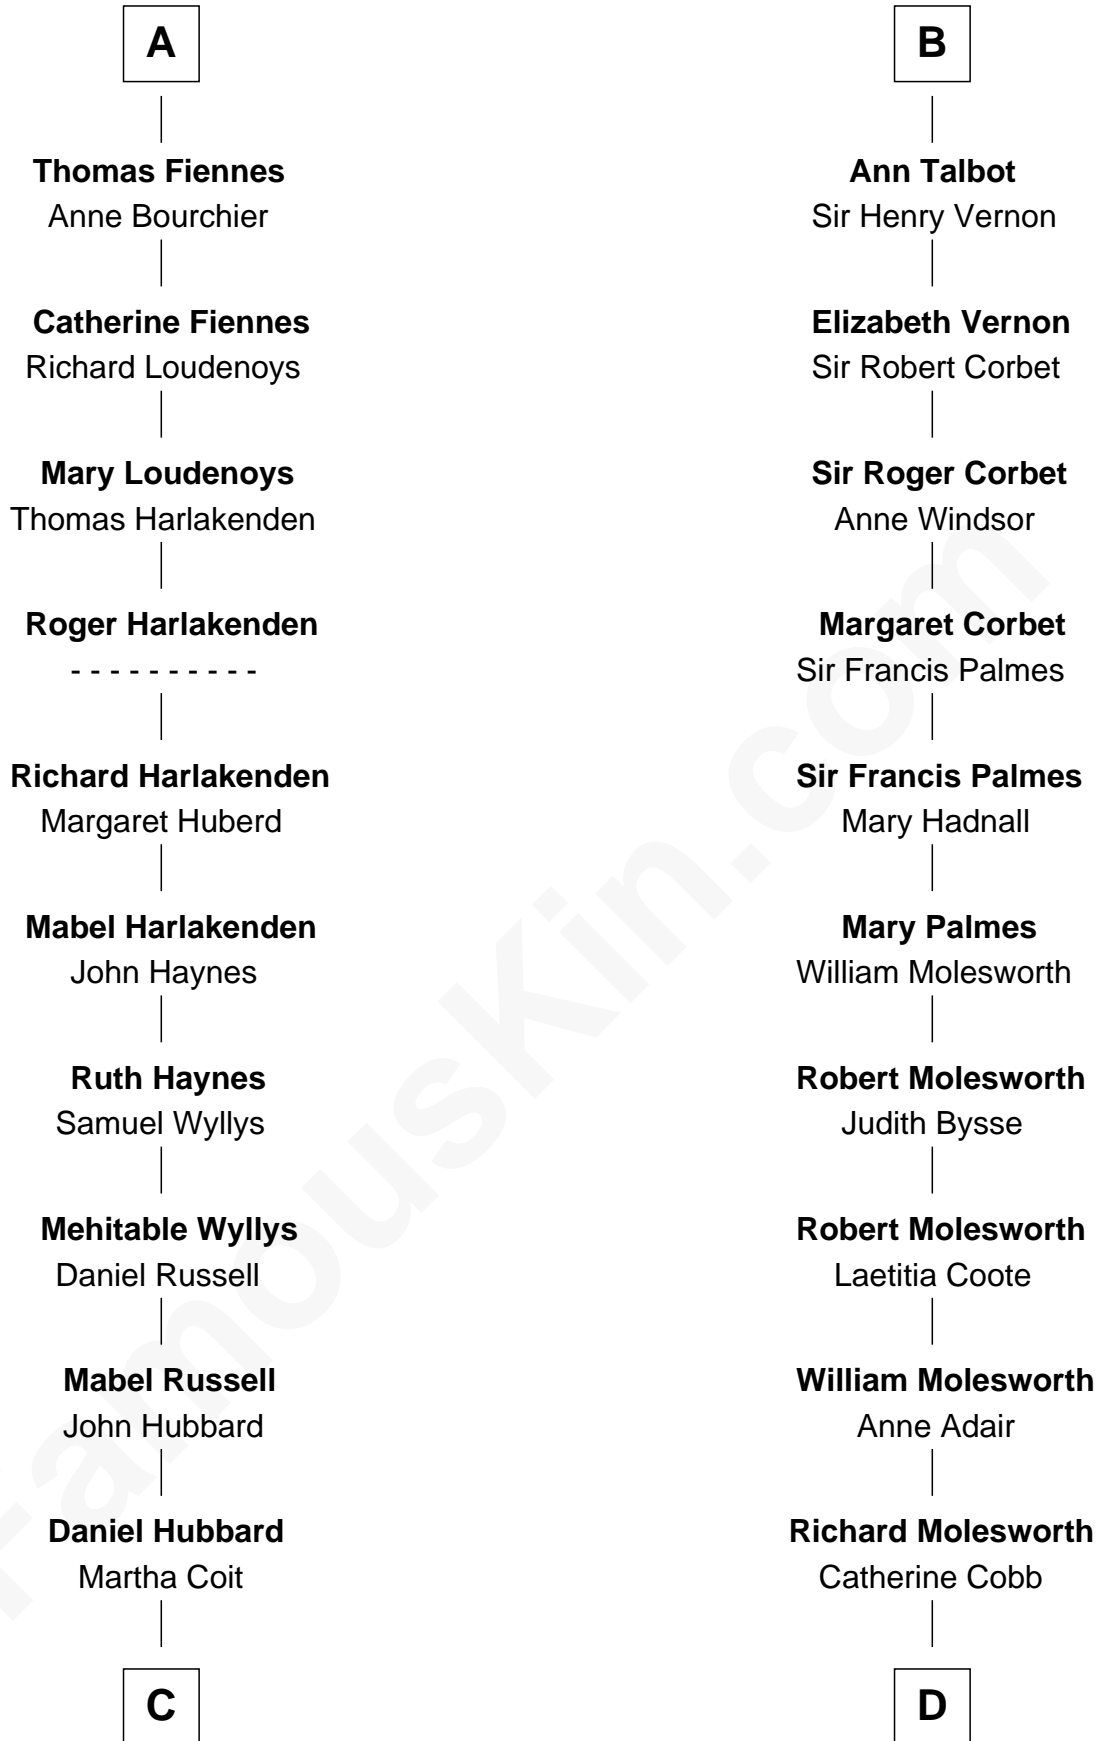 A
Thomas Fiennes
Anne Bourchier
Catherine Fiennes
Richard Loudenoys
Mary Loudenoys
Thomas Harlakenden
Roger Harlakenden
- - - - - - - - - -
Richard Harlakenden
Margaret Huberd
Mabel Harlakenden
John Haynes
Ruth Haynes
Samuel Wyllys
Mehitable Wyllys
Daniel Russell
Mabel Russell
John Hubbard
Daniel Hubbard
Martha Coit
C
B
Ann Talbot
Sir Henry Vernon
Elizabeth Vernon
Sir Robert Corbet
Sir Roger Corbet
Anne Windsor
Margaret Corbet
Sir Francis Palmes
Sir Francis Palmes
Mary Hadnall
Mary Palmes
William Molesworth
Robert Molesworth
Judith Bysse
Robert Molesworth
Laetitia Coote
William Molesworth
Anne Adair
Richard Molesworth
Catherine Cobb
D
FamousKin.com